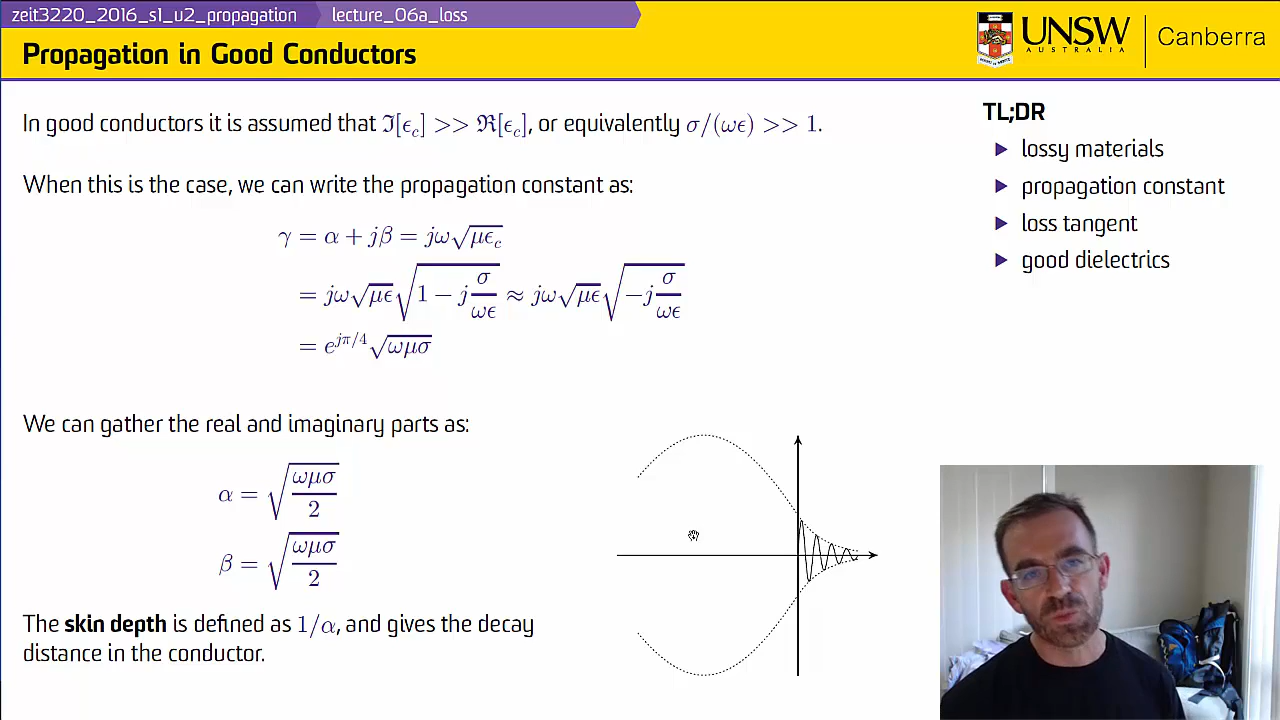 zeit3220_2016_s1_u2_propagation lecture_06a_loss
Propagation in Good Conductors
UNSW
AUSTRALIA
Canberra
In good conductors it is assumed that ℑ[ϵ_c] >> ℜ[ϵ_c], or equivalently σ/(ωϵ) >> 1.
When this is the case, we can write the propagation constant as:
γ = α + jβ = jω√(μϵ_c)
= jω√(μϵ) √(1 − j σ/(ωϵ)) ≈ jω√(μϵ) √(−j σ/(ωϵ))
= e^{jπ/4} √(ωμσ)
We can gather the real and imaginary parts as:
α = √(ωμσ/2)
β = √(ωμσ/2)
The skin depth is defined as 1/α, and gives the decay
distance in the conductor.
TL;DR
lossy materials
propagation constant
loss tangent
good dielectrics